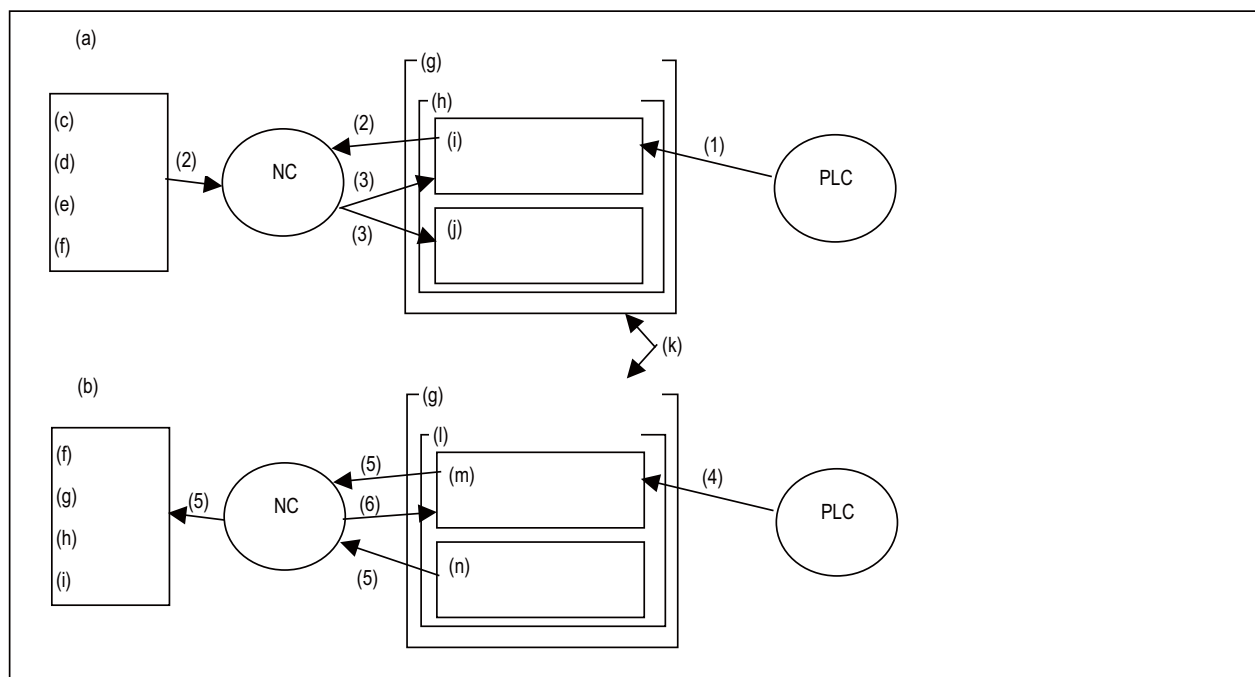 (a)
(g)
(h)
(c)
(d)
(e)
(f)
(2)
NC
(2)
(i)
(3)
(3)
(j)
(1)
PLC
(k)
(b)
(g)
(l)
(f)
(g)
(h)
(i)
(5)
NC
(5)
(m)
(6)
(5)
(n)
(4)
PLC